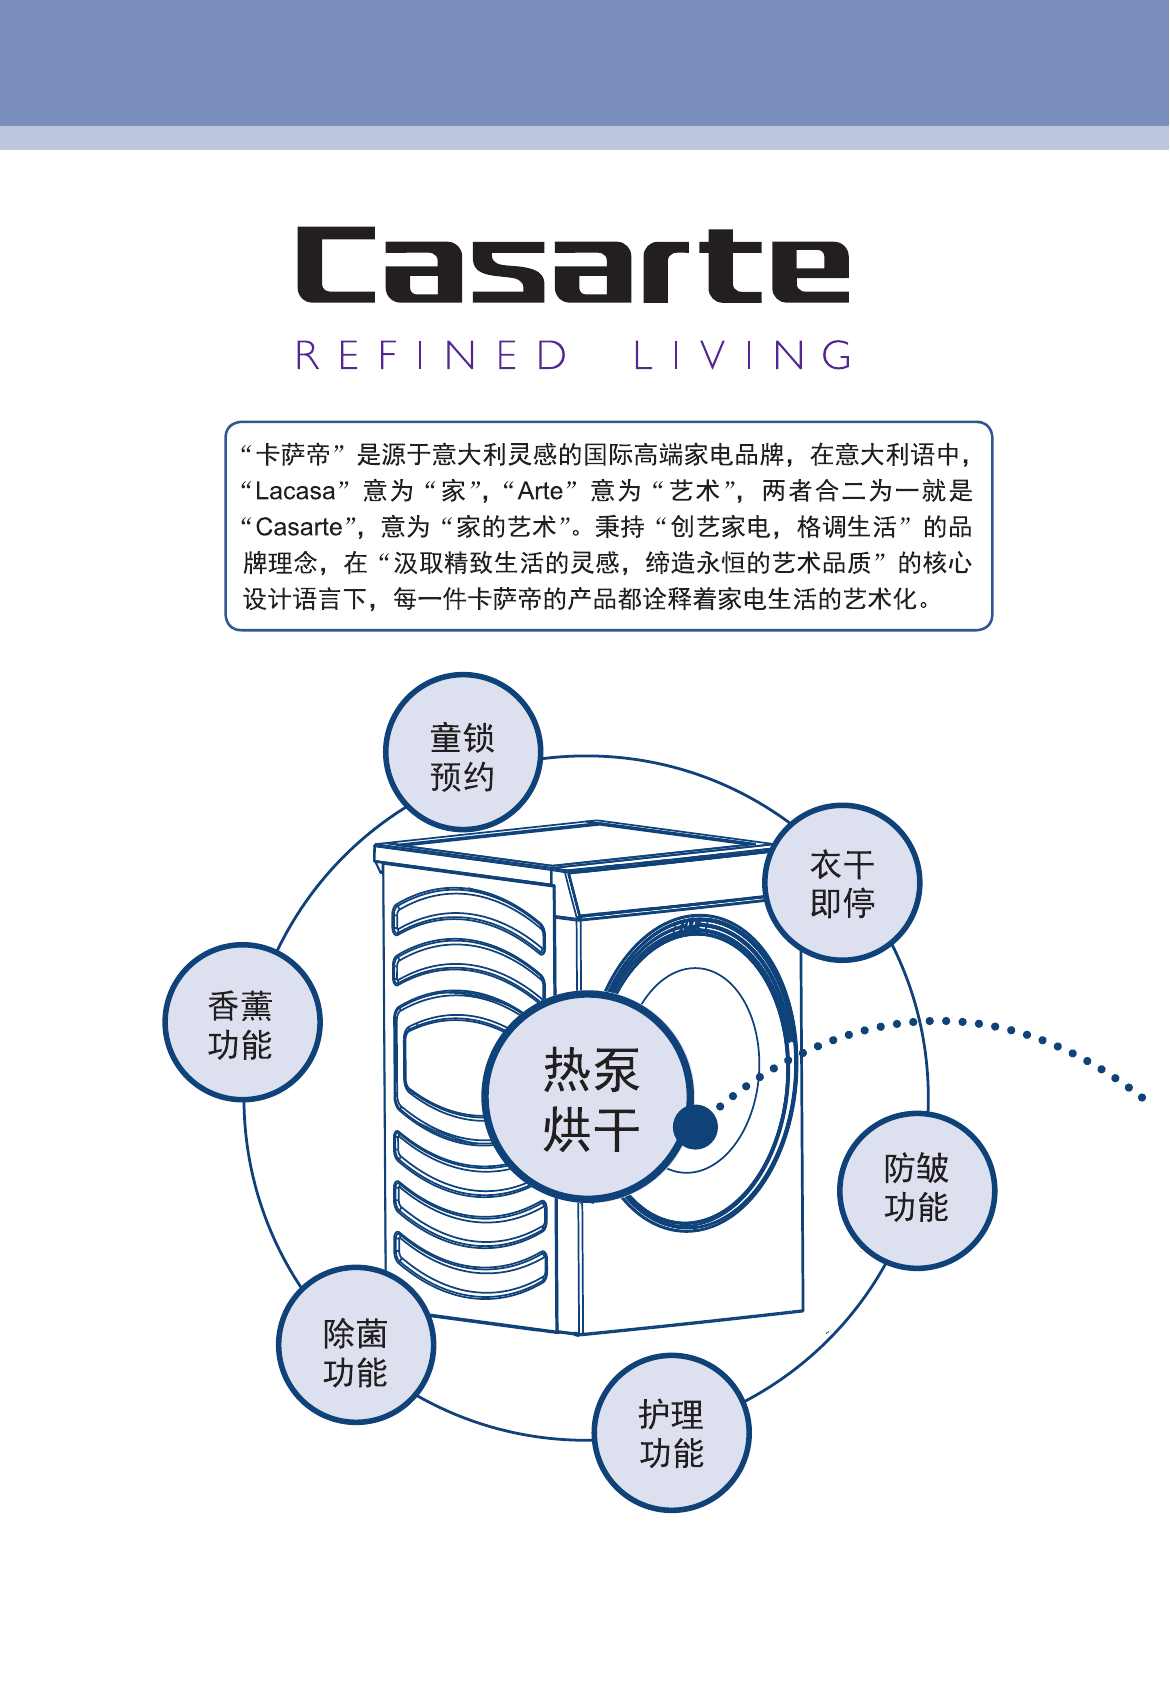 Casarte
REFINED LIVING
“卡萨帝”是源于意大利灵感的国际高端家电品牌，在意大利语中，
“Lacasa”意为“家”，“Arte”意为“艺术”，两者合二为一就是
“Casarte”，意为“家的艺术”。秉持“创艺家电，格调生活”的品
牌理念，在“汲取精致生活的灵感，缔造永恒的艺术品质”的核心
设计语言下，每一件卡萨帝的产品都诠释着家电生活的艺术化。
童锁
预约
衣干
即停
香薰
功能
热泵
烘干
防皱
功能
除菌
功能
护理
功能